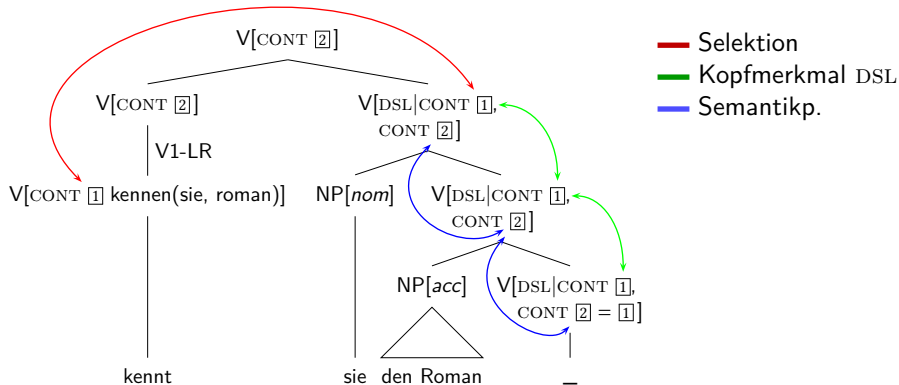 V[CONT 2]
Selektion
Kopfmerkmal DSL
Semantikp.
V[CONT 2]
V[DSL|CONT 1,
CONT 2]
V1-LR
V[CONT 1 kennen(sie, roman)]
NP[nom]
V[DSL|CONT 1,
CONT 2]
NP[acc]
V[DSL|CONT 1,
CONT 2 = 1]
kennt
sie
den Roman
_